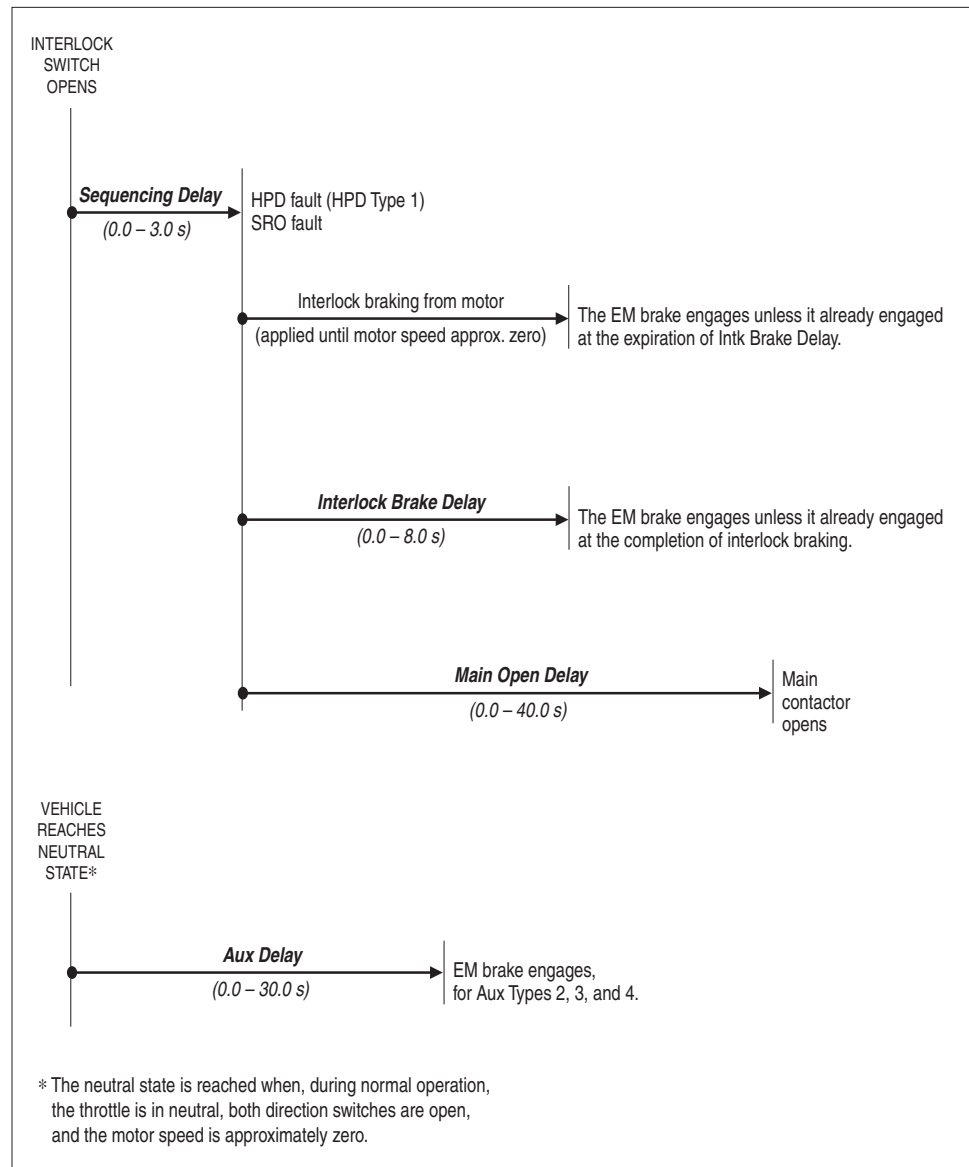 INTERLOCK
SWITCH
OPENS
Sequencing Delay
(0.0 – 3.0 s)
HPD fault (HPD Type 1)
SRO fault
Interlock braking from motor
(applied until motor speed approx. zero)
The EM brake engages unless it already engaged
at the expiration of Intk Brake Delay.
Interlock Brake Delay
(0.0 – 8.0 s)
The EM brake engages unless it already engaged
at the completion of interlock braking.
Main Open Delay
(0.0 – 40.0 s)
Main
contactor
opens
VEHICLE
REACHES
NEUTRAL
STATE*
Aux Delay
(0.0 – 30.0 s)
EM brake engages,
for Aux Types 2, 3, and 4.
* The neutral state is reached when, during normal operation,
the throttle is in neutral, both direction switches are open,
and the motor speed is approximately zero.